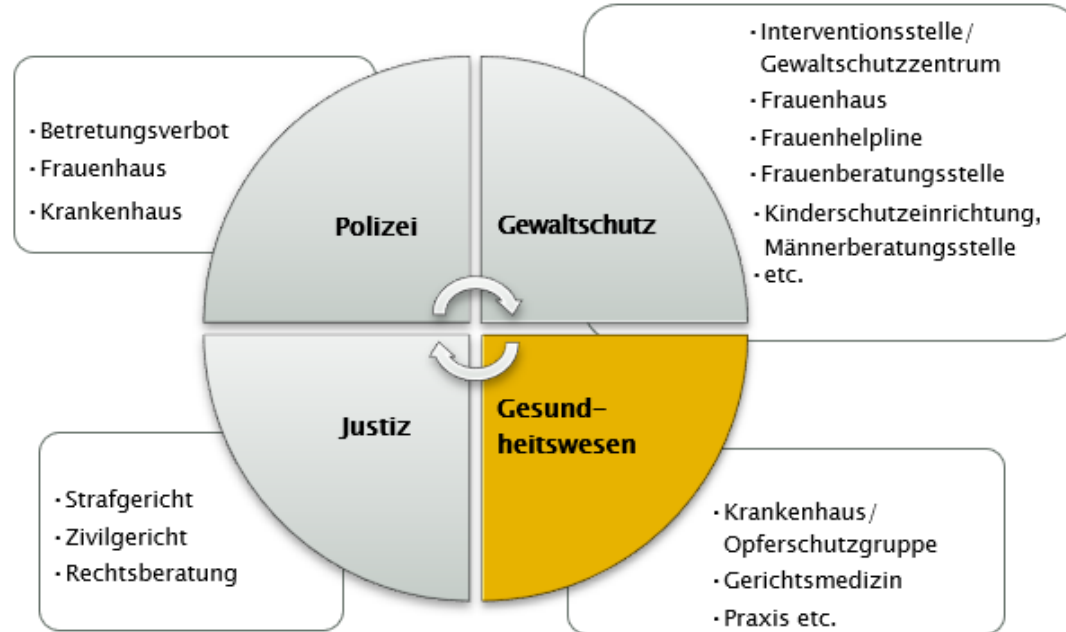 · Betretungsverbot
· Frauenhaus
· Krankenhaus
Polizei
· Interventionsstelle/
Gewaltschutzzentrum
· Frauenhaus
· Frauenhelpline
· Frauenberatungsstelle
· Kinderschutzeinrichtung,
Männerberatungsstelle
· etc.
Gewaltschutz
Justiz
· Strafgericht
· Zivilgericht
· Rechtsberatung
Gesund-
heitswesen
· Krankenhaus/
Opferschutzgruppe
· Gerichtsmedizin
· Praxis etc.